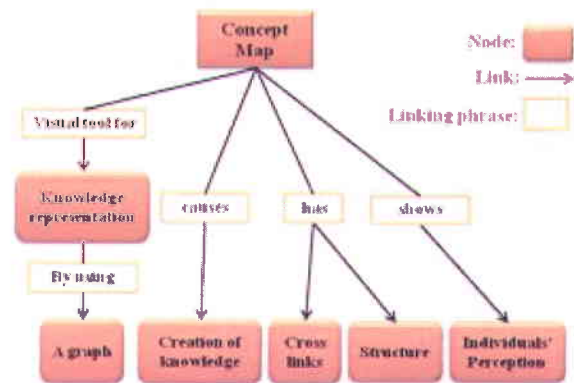 Concept
Map
Node:
Link:
Linking phrase:
Visual tool for
Knowledge
representation
causes
has
shows
By using
A graph
Creation of
knowledge
Cross
links
Structure
Individuals'
Perception